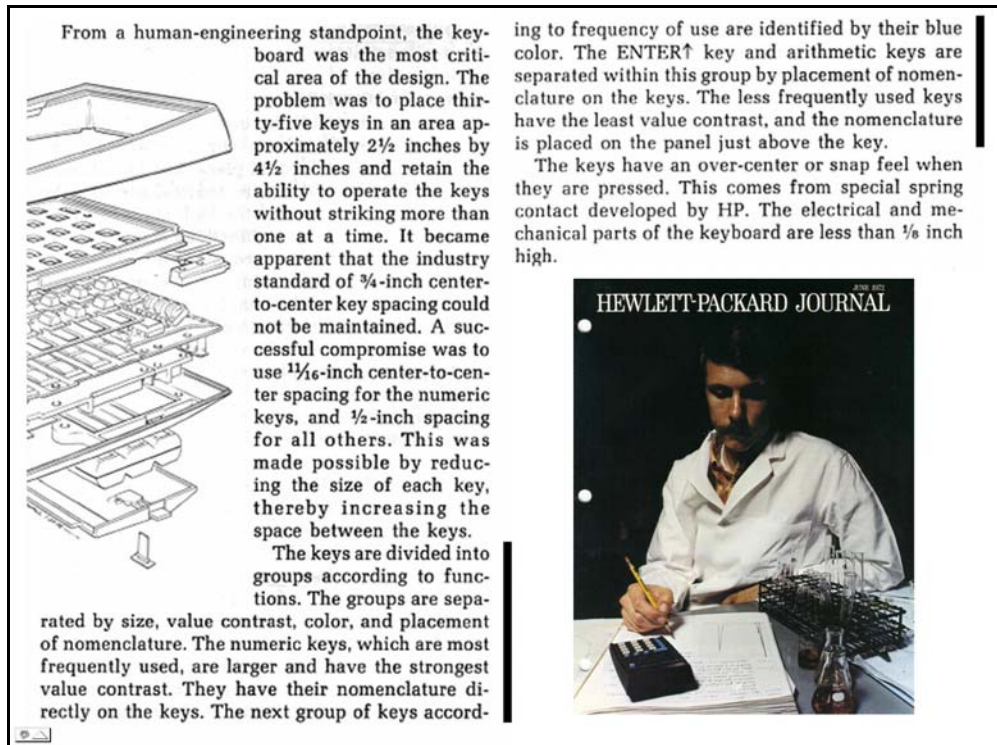 From a human-engineering standpoint, the key-
board was the most criti-
cal area of the design. The
problem was to place thir-
ty-five keys in an area ap-
proximately 2½ inches by
4½ inches and retain the
ability to operate the keys
without striking more than
one at a time. It became
apparent that the industry
standard of ¾-inch center-
to-center key spacing could
not be maintained. A suc-
cessful compromise was to
use 11/16-inch center-to-cen-
ter spacing for the numeric
keys, and ½-inch spacing
for all others. This was
made possible by reduc-
ing the size of each key,
thereby increasing the
space between the keys.
The keys are divided into
groups according to func-
tions. The groups are sepa-
rated by size, value contrast, color, and placement
of nomenclature. The numeric keys, which are most
frequently used, are larger and have the strongest
value contrast. They have their nomenclature di-
rectly on the keys. The next group of keys accord-
ing to frequency of use are identified by their blue
color. The ENTER↑ key and arithmetic keys are
separated within this group by placement of nomen-
clature on the keys. The less frequently used keys
have the least value contrast, and the nomenclature
is placed on the panel just above the key.
The keys have an over-center or snap feel when
they are pressed. This comes from special spring
contact developed by HP. The electrical and me-
chanical parts of the keyboard are less than ⅛ inch
high.
JUNE 1972
HEWLETT-PACKARD JOURNAL